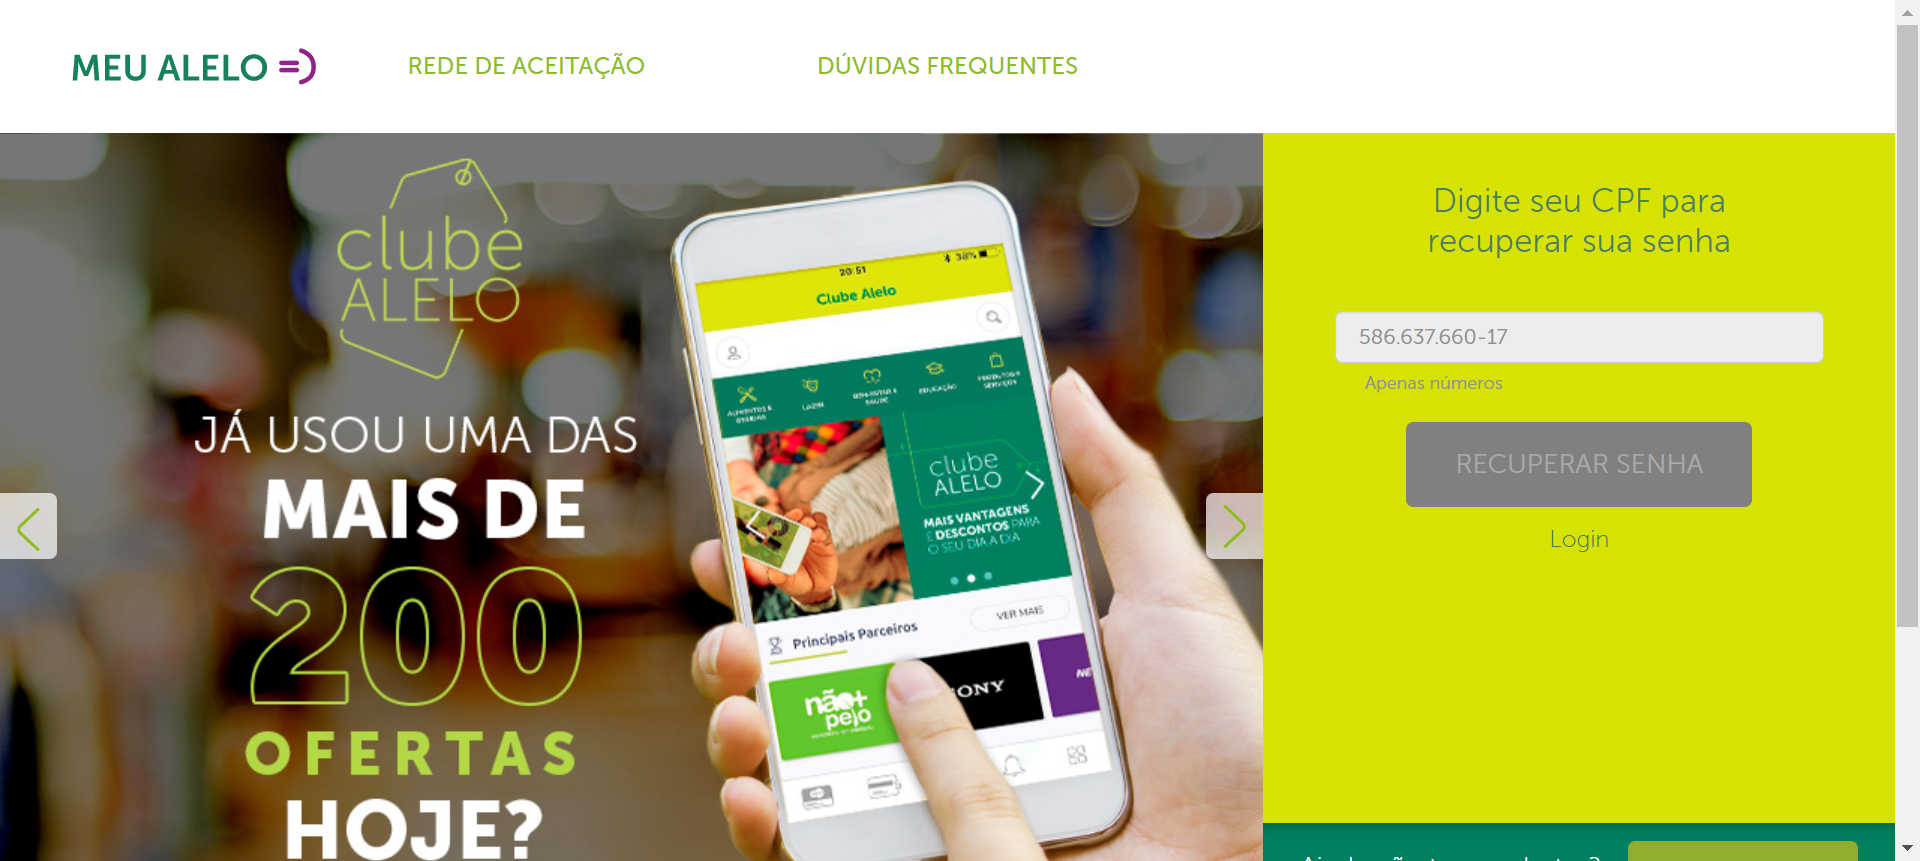 MEU ALELO =)
REDE DE ACEITAÇÃO
DÚVIDAS FREQUENTES
clube
ALELO
JÁ USOU UMA DAS
MAIS DE
200
OFERTAS
HOJE?
20:51
38%
Clube Alelo
ALIMENTOS E
BEBIDAS
LAZER
BEM-ESTAR E
SAÚDE
EDUCAÇÃO
PRODUTOS E
SERVIÇOS
clube
ALELO
MAIS VANTAGENS
E DESCONTOS PARA
O SEU DIA A DIA
Principais Parceiros
VER MAIS
não+
pelo
SONY
Digite seu CPF para
recuperar sua senha
586.637.660-17
Apenas números
RECUPERAR SENHA
Login